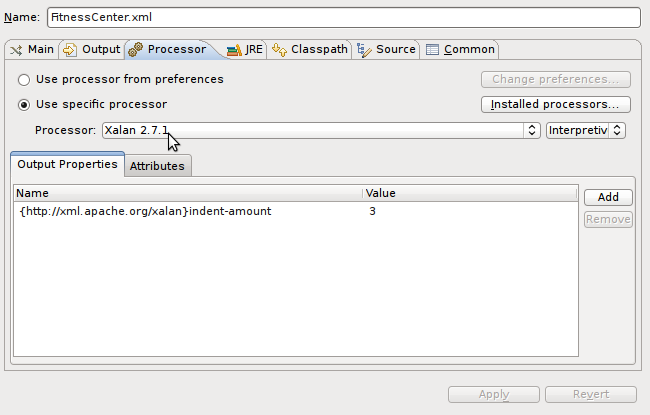 Name: FitnessCenter.xml
Main Output Processor JRE Classpath Source Common
Use processor from preferences Change preferences...
Use specific processor Installed processors...
Processor: Xalan 2.7.1 Interpretiv
Output Properties Attributes
Name Value
{http://xml.apache.org/xalan}indent-amount 3
Add
Remove
Apply Revert